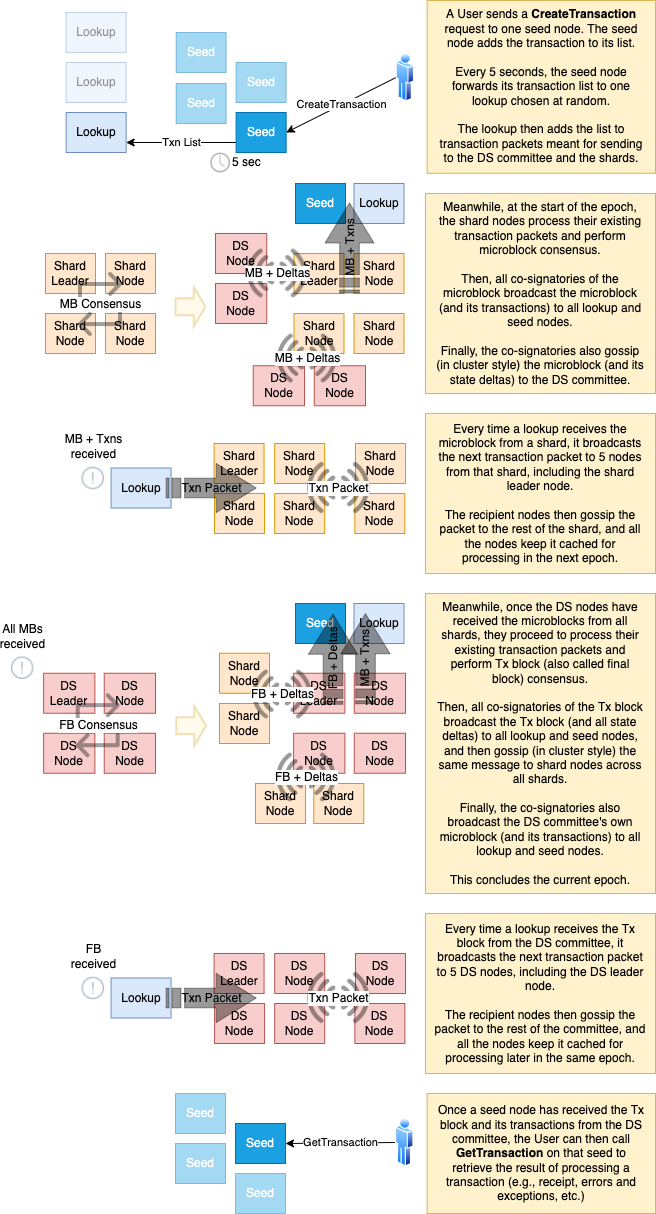 Lookup
Lookup
Lookup
Seed
Seed
Seed
Seed
Seed
Txn List
5 sec
CreateTransaction
A User sends a CreateTransaction
request to one seed node. The seed
node adds the transaction to its list.
Every 5 seconds, the seed node
forwards its transaction list to one
lookup chosen at random.
The lookup then adds the list to
transaction packets meant for sending
to the DS committee and the shards.
Shard
Leader
Shard
Node
MB Consensus
Shard
Node
Shard
Node
Seed
Lookup
MB + Txns
DS
Node
DS
Node
MB + Deltas
Shard
Leader
Shard
Node
Shard
Node
Shard
Node
MB + Deltas
DS
Node
DS
Node
Meanwhile, at the start of the epoch,
the shard nodes process their existing
transaction packets and perform
microblock consensus.
Then, all co-signatories of the
microblock broadcast the microblock
(and its transactions) to all lookup and
seed nodes.
Finally, the co-signatories also gossip
(in cluster style) the microblock (and its
state deltas) to the DS committee.
MB + Txns
received
Lookup
Txn Packet
Shard
Leader
Shard
Node
Shard
Node
Txn Packet
Shard
Node
Shard
Node
Shard
Node
Every time a lookup receives the
microblock from a shard, it broadcasts
the next transaction packet to 5 nodes
from that shard, including the shard
leader node.
The recipient nodes then gossip the
packet to the rest of the shard, and all
the nodes keep it cached for
processing in the next epoch.
All MBs
received
DS
Leader
DS
Node
FB Consensus
DS
Node
DS
Node
Seed
Lookup
FB + Deltas
MB + Txns
Shard
Node
Shard
Node
FB + Deltas
DS
Leader
DS
Node
DS
Node
DS
Node
FB + Deltas
Shard
Node
Shard
Node
Meanwhile, once the DS nodes have
received the microblocks from all
shards, they proceed to process their
existing transaction packets and
perform Tx block (also called final
block) consensus.
Then, all co-signatories of the Tx block
broadcast the Tx block (and all state
deltas) to all lookup and seed nodes,
and then gossip (in cluster style) the
same message to shard nodes across
all shards.
Finally, the co-signatories also
broadcast the DS committee's own
microblock (and its transactions) to all
lookup and seed nodes.
This concludes the current epoch.
FB
received
Lookup
Txn Packet
DS
Leader
DS
Node
DS
Node
Txn Packet
DS
Node
DS
Node
DS
Node
Every time a lookup receives the Tx
block from the DS committee, it
broadcasts the next transaction packet
to 5 DS nodes, including the DS leader
node.
The recipient nodes then gossip the
packet to the rest of the committee, and
all the nodes keep it cached for
processing later in the same epoch.
Seed
Seed
Seed
Seed
GetTransaction
Once a seed node has received the Tx
block and its transactions from the DS
committee, the User can then call
GetTransaction on that seed to
retrieve the result of processing a
transaction (e.g., receipt, errors and
exceptions, etc.)